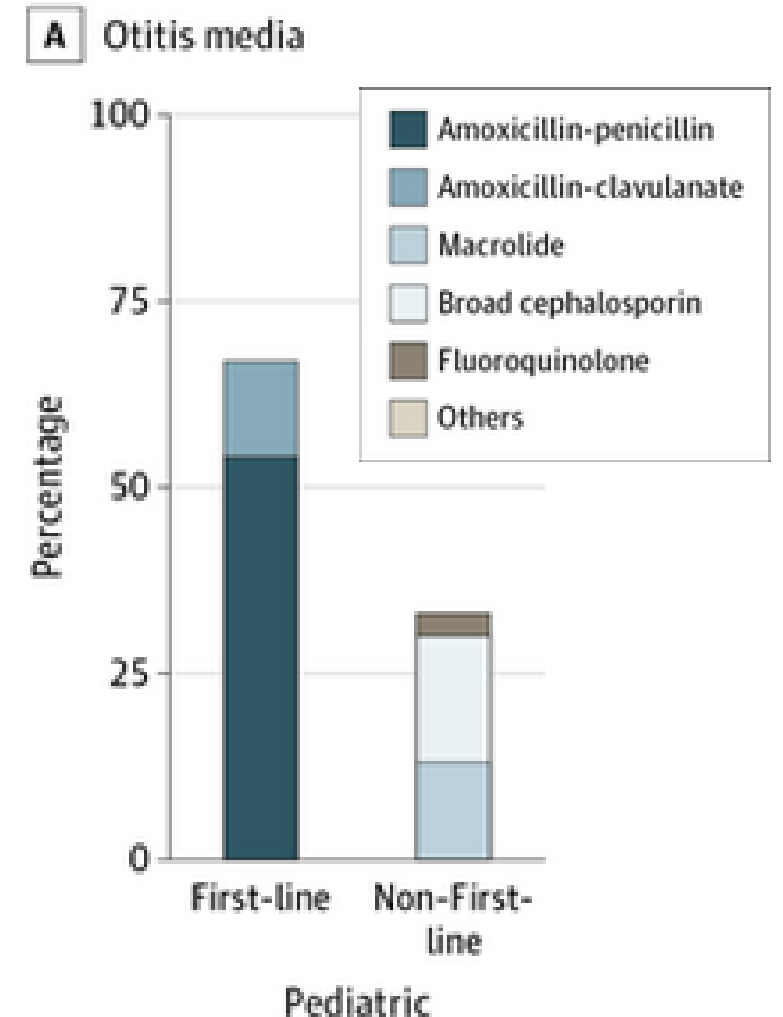 A Otitis media
100
75
50
25
0
Percentage
Amoxicillin-penicillin
Amoxicillin-clavulanate
Macrolide
Broad cephalosporin
Fluoroquinolone
Others
First-line
Non-First-
line
Pediatric